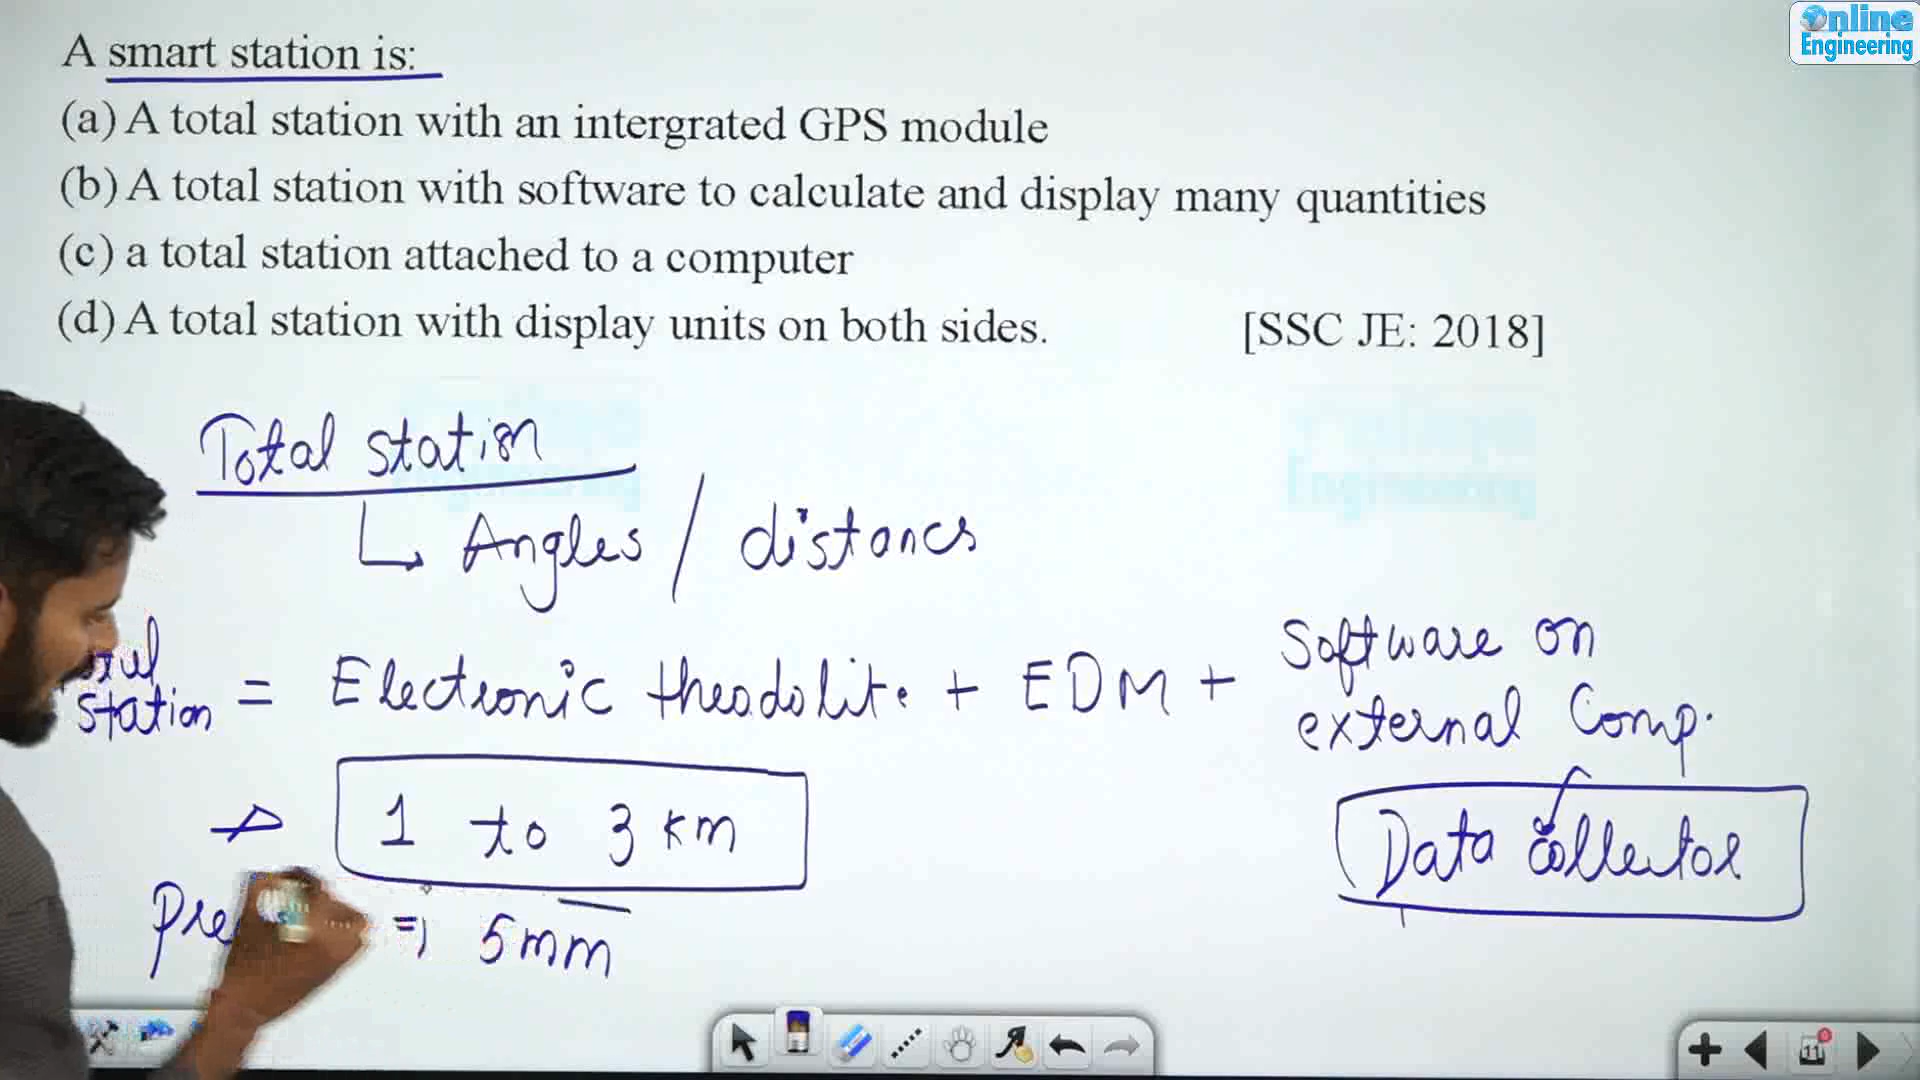 Online
Engineering
A smart station is:
(a) A total station with an intergrated GPS module
(b) A total station with software to calculate and display many quantities
(c) a total station attached to a computer
(d) A total station with display units on both sides. [SSC JE: 2018]
Total station
Angles / distancs
Software on
station = Electronic theodolite + EDM +
external Comp.
1 to 3 km
Data collector
Pre = 5mm
11